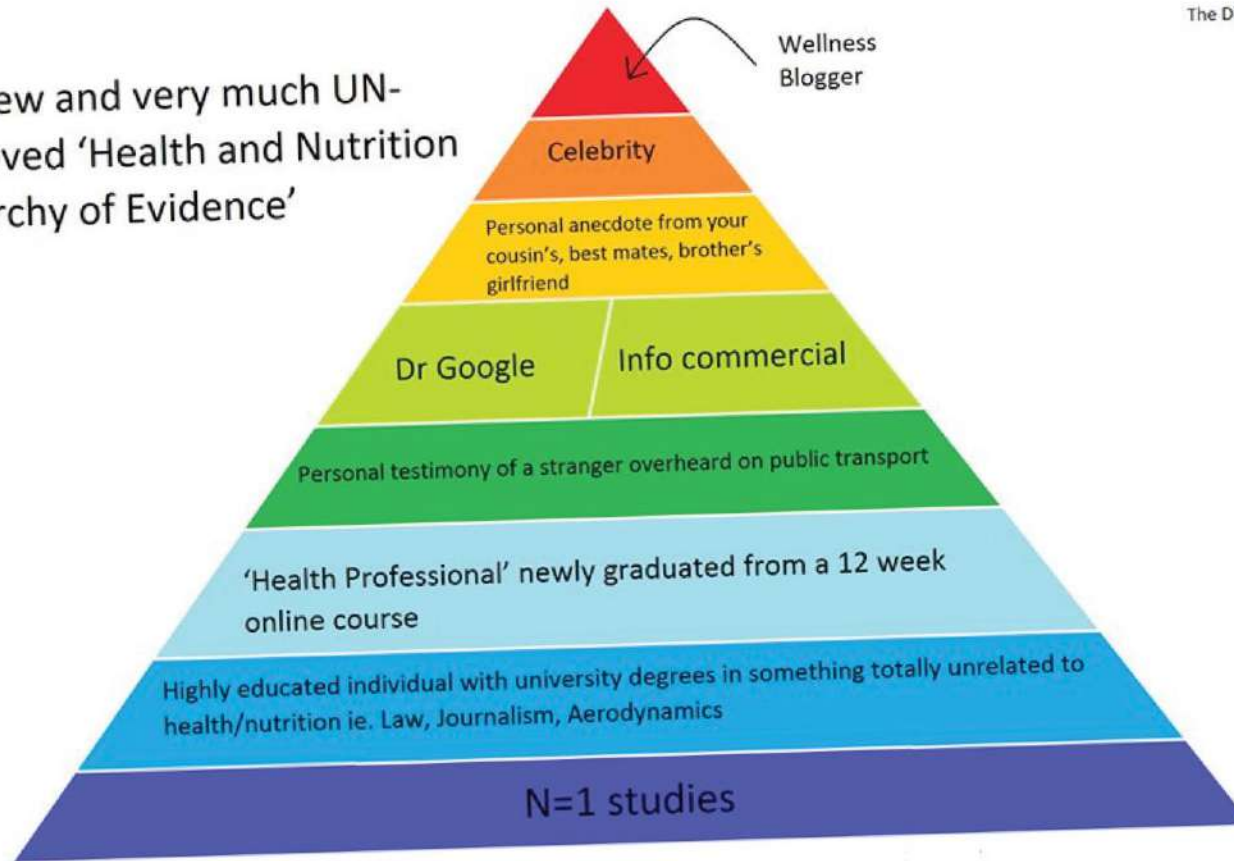 The D
Wellness
Blogger
ew and very much UN-
ved ‘Health and Nutrition
rchy of Evidence’
Celebrity
Personal anecdote from your
cousin’s, best mates, brother’s
girlfriend
Dr Google
Info commercial
Personal testimony of a stranger overheard on public transport
‘Health Professional’ newly graduated from a 12 week
online course
Highly educated individual with university degrees in something totally unrelated to
health/nutrition ie. Law, Journalism, Aerodynamics
N=1 studies